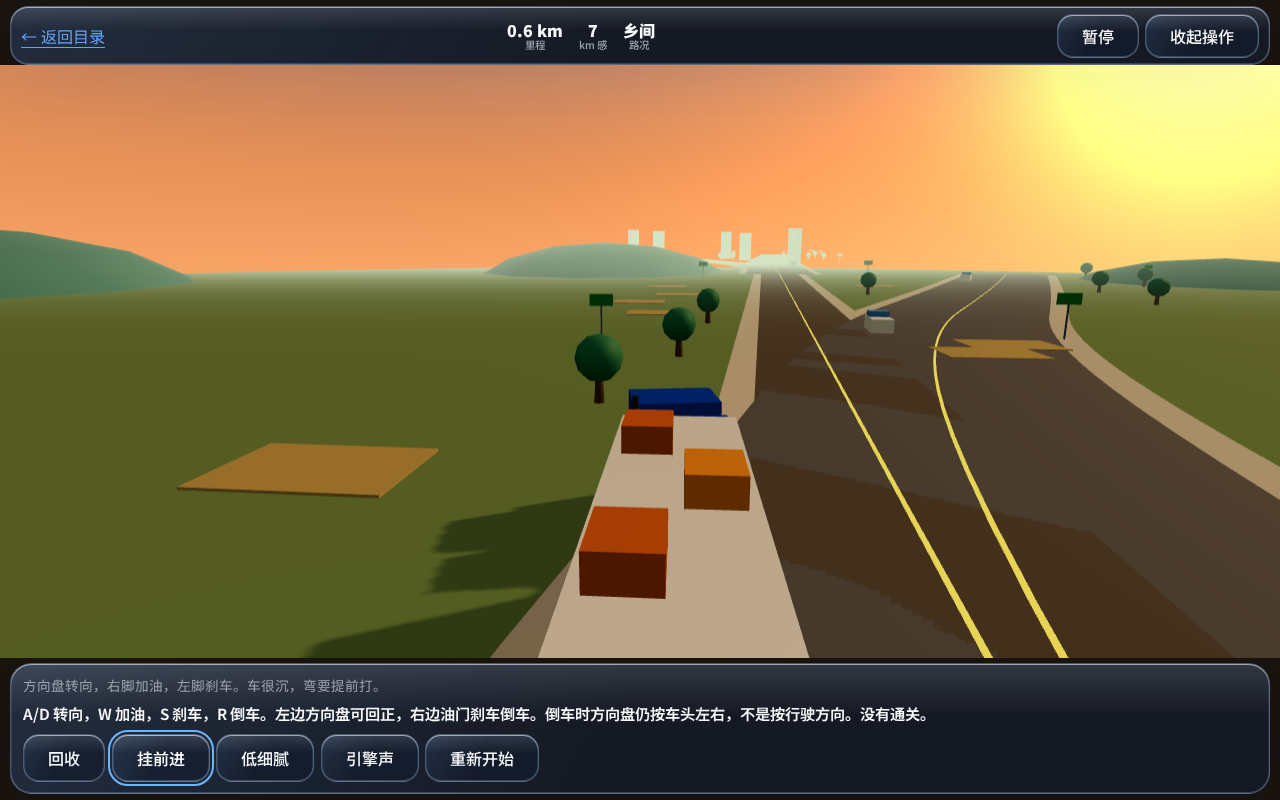 ← 返回目录
0.6 km
里程
7
km 感
乡间
路况
暂停
收起操作
方向盘转向，右脚加油，左脚刹车。车很沉，弯要提前打。
A/D 转向，W 加油，S 刹车，R 倒车。左边方向盘可回正，右边油门刹车倒车。倒车时方向盘仍按车头左右，不是按行驶方向。没有通关。
回收
挂前进
低细腻
引擎声
重新开始